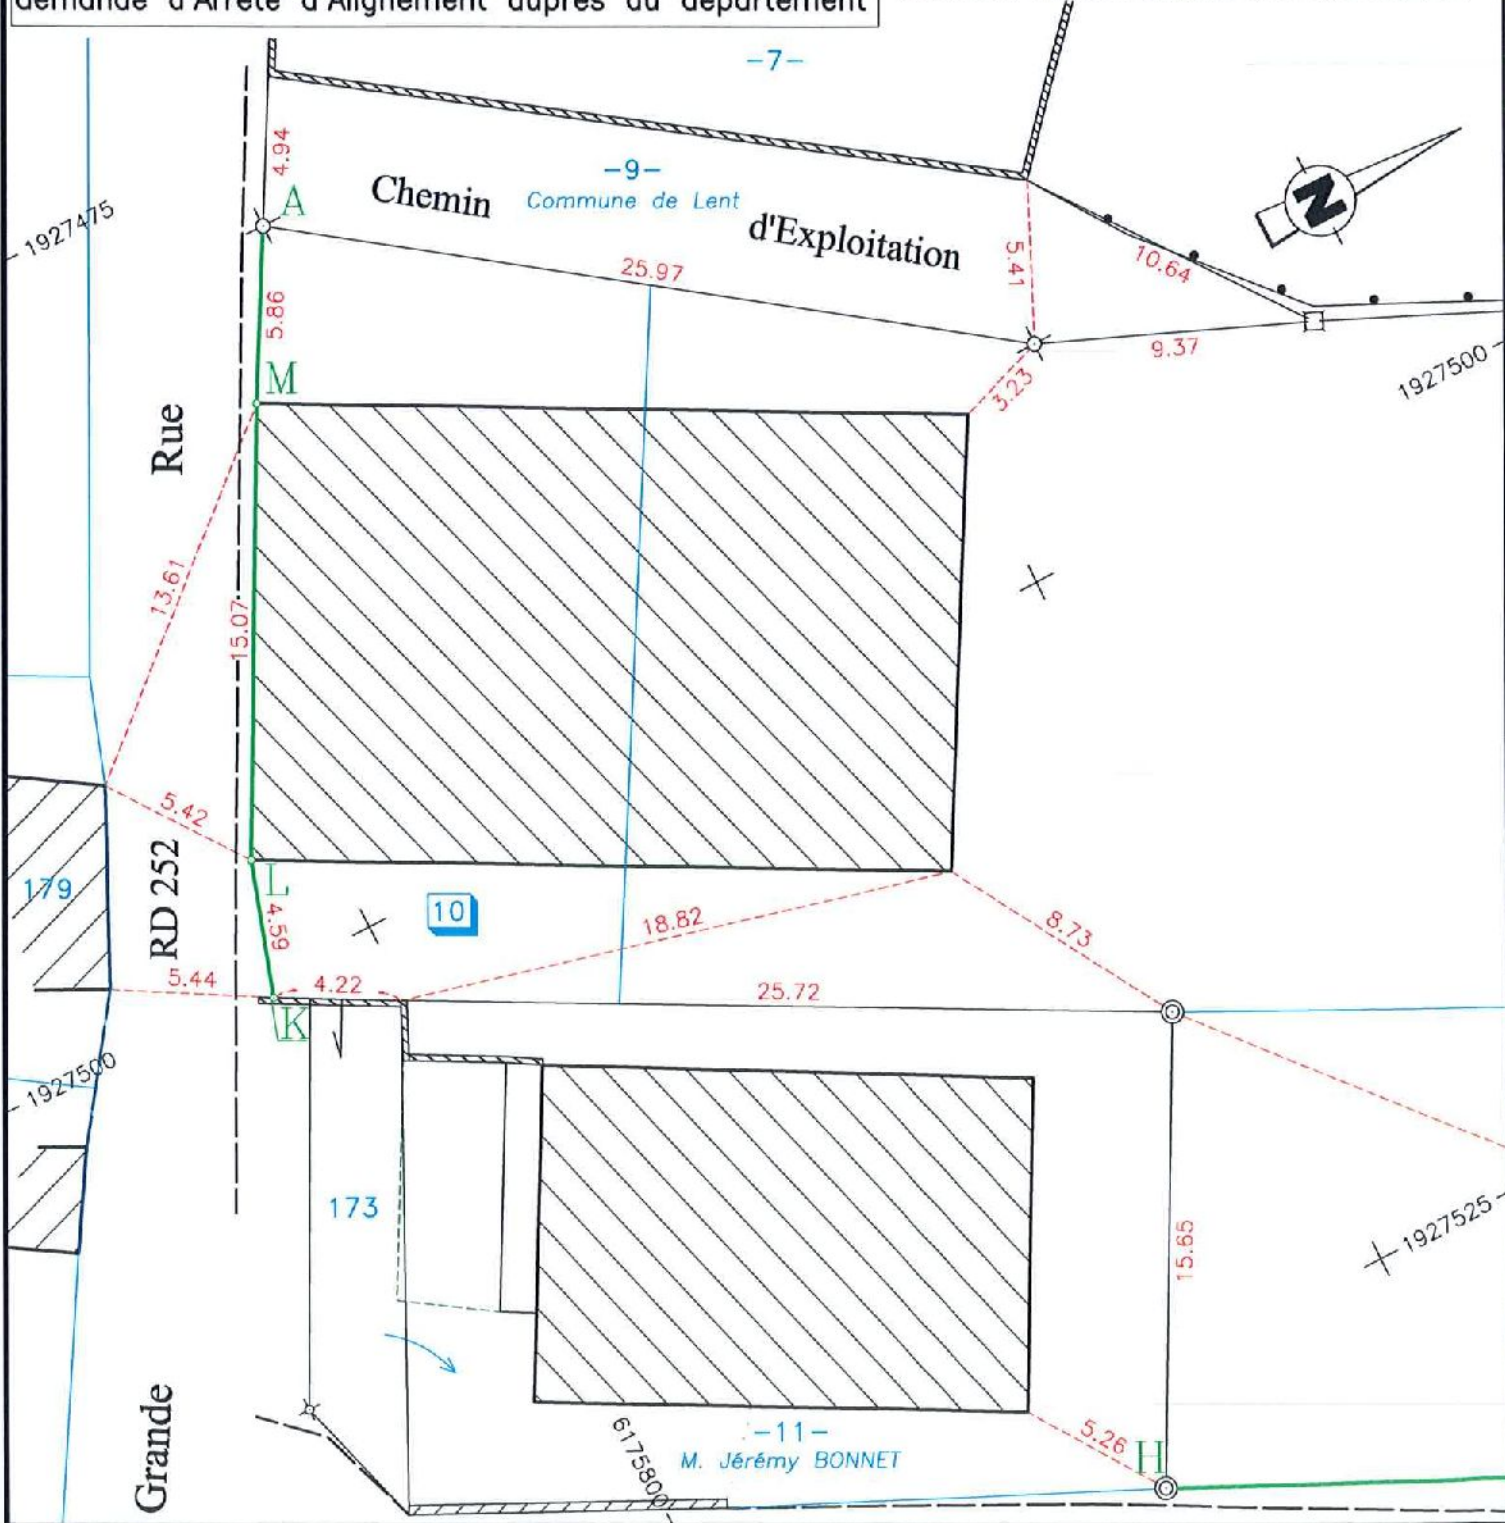 demande d'Arrêté d'Alignement auprès du département
-7-
4.94
-9-
Commune de Lent
Chemin
d'Exploitation
A
N
1927475
5.86
25.97
5.41
10.64
9.37
1927500
M
3.23
Rue
13.61
15.07
5.42
179
RD 252
L
4.59
10
18.82
8.73
5.44
4.22
25.72
K
1927500
173
15.65
1927525
Grande
6175800
-11-
M. Jérémy BONNET
5.26
H